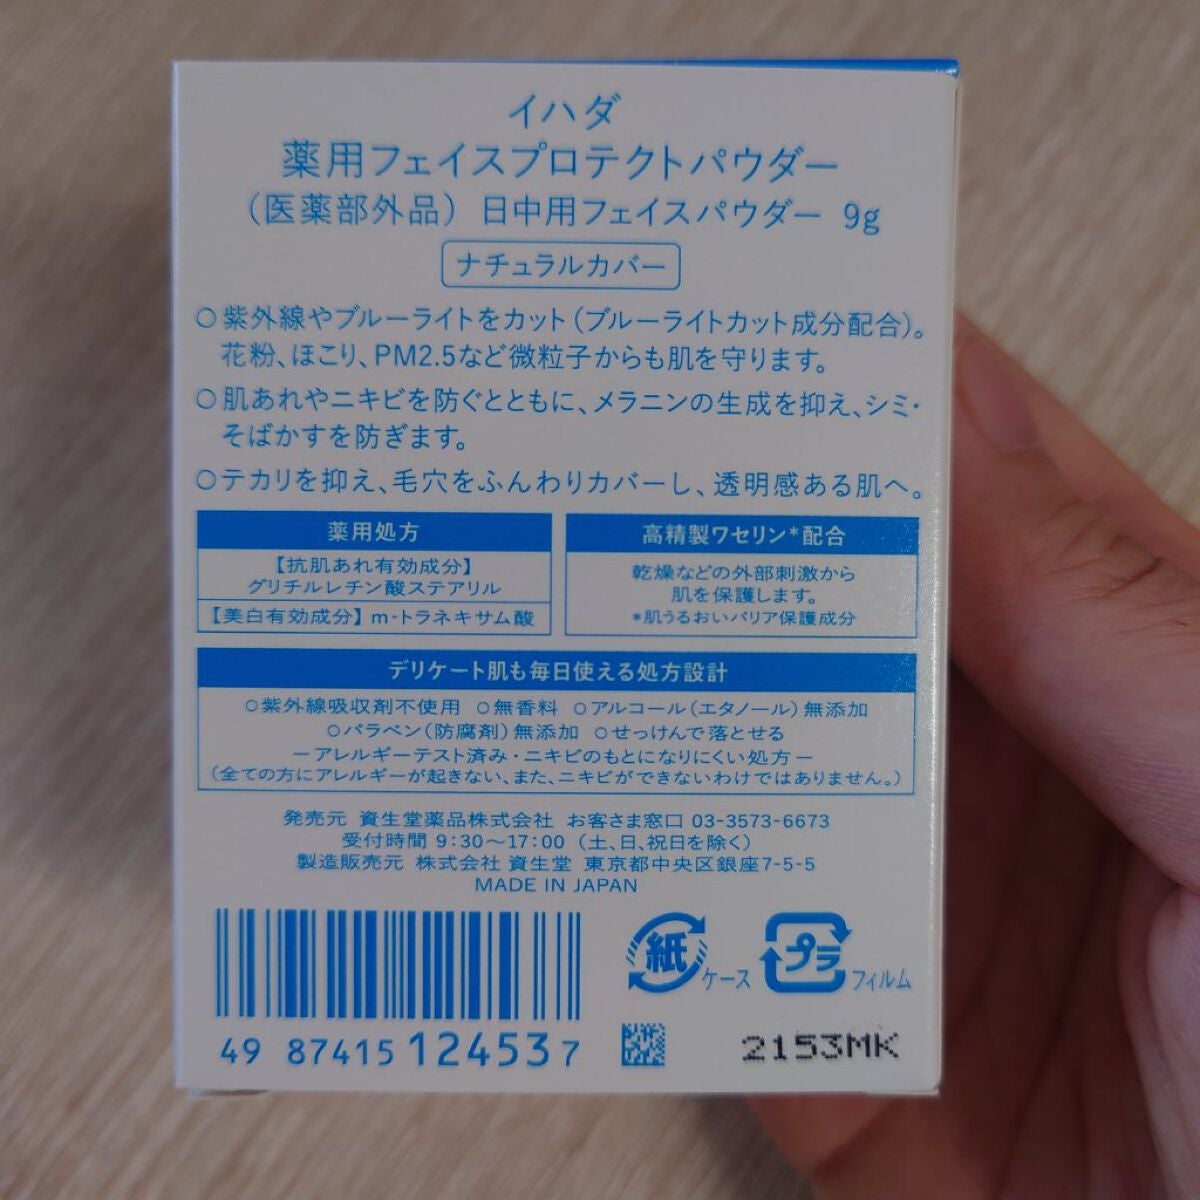 イハダ
薬用フェイスプロテクトパウダー
（医薬部外品） 日中用フェイスパウダー 9g
ナチュラルカバー
○紫外線やブルーライトをカット（ブルーライトカット成分配合）。
花粉、ほこり、PM2.5など微粒子からも肌を守ります。
○肌あれやニキビを防ぐとともに、メラニンの生成を抑え、シミ・
そばかすを防ぎます。
○テカリを抑え、毛穴をふんわりカバーし、透明感ある肌へ。
薬用処方
【抗肌あれ有効成分】
グリチルレチン酸ステアリル
【美白有効成分】m・トラネキサム酸
高精製ワセリン*配合
乾燥などの外部刺激から
肌を保護します。
*肌うるおいバリア保護成分
デリケート肌も毎日使える処方設計
○紫外線吸収剤不使用 ○無香料 ○アルコール（エタノール）無添加
○パラベン（防腐剤）無添加 ○せっけんで落とせる
－アレルギーテスト済み・ニキビのもとになりにくい処方－
（全ての方にアレルギーが起きない、また、ニキビができないわけではありません。）
発売元 資生堂薬品株式会社 お客さま窓口 03-3573-6673
受付時間 9:30～17:00（土、日、祝日を除く）
製造販売元 株式会社 資生堂 東京都中央区銀座7-5-5
MADE IN JAPAN
紙 ケース プラ フィルム
49 87415 12453 7
2153MK